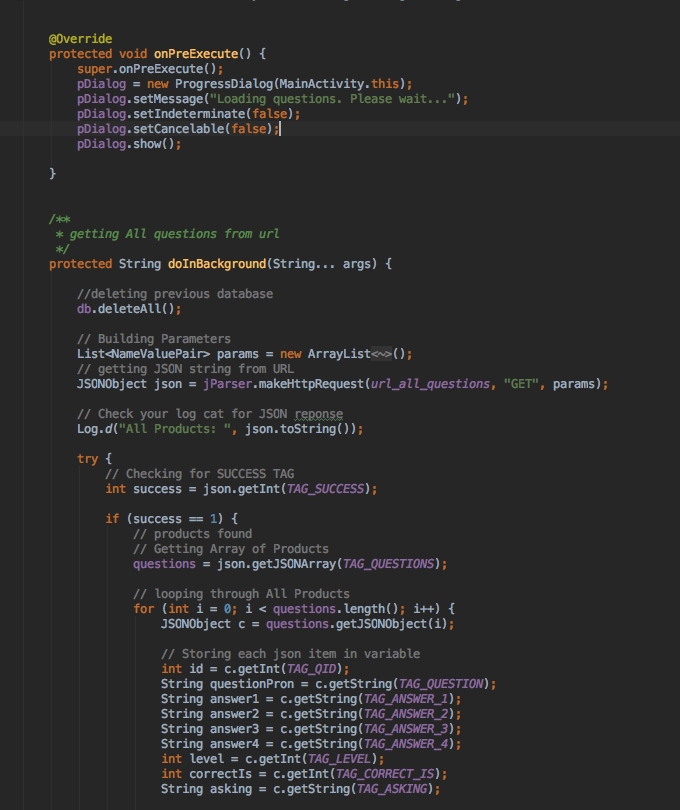 @Override
protected void onPreExecute() {
super.onPreExecute();
pDialog = new ProgressDialog(MainActivity.this);
pDialog.setMessage("Loading questions. Please wait...");
pDialog.setIndeterminate(false);
pDialog.setCancelable(false);
pDialog.show();
}
/**
* getting All questions from url
*/
protected String doInBackground(String... args) {
//deleting previous database
db.deleteAll();
// Building Parameters
List<NameValuePair> params = new ArrayList<~>();
// getting JSON string from URL
JSONObject json = jParser.makeHttpRequest(url_all_questions, "GET", params);
// Check your log cat for JSON reponse
Log.d("All Products: ", json.toString());
try {
// Checking for SUCCESS TAG
int success = json.getInt(TAG_SUCCESS);
if (success == 1) {
// products found
// Getting Array of Products
questions = json.getJSONArray(TAG_QUESTIONS);
// looping through All Products
for (int i = 0; i < questions.length(); i++) {
JSONObject c = questions.getJSONObject(i);
// Storing each json item in variable
int id = c.getInt(TAG_QID);
String questionPron = c.getString(TAG_QUESTION);
String answer1 = c.getString(TAG_ANSWER_1);
String answer2 = c.getString(TAG_ANSWER_2);
String answer3 = c.getString(TAG_ANSWER_3);
String answer4 = c.getString(TAG_ANSWER_4);
int level = c.getInt(TAG_LEVEL);
int correctIs = c.getInt(TAG_CORRECT_IS);
String asking = c.getString(TAG_ASKING);